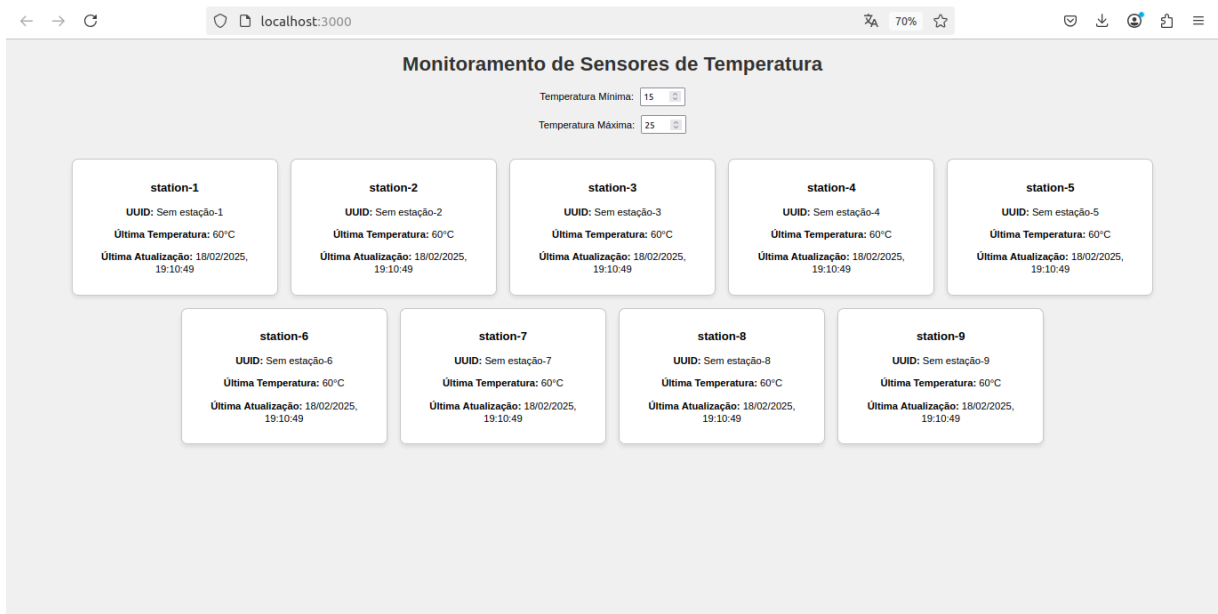 localhost:3000
70%
Monitoramento de Sensores de Temperatura
Temperatura Mínima: 15
Temperatura Máxima: 25
station-1
UUID: Sem estação-1
Última Temperatura: 60°C
Última Atualização: 18/02/2025,
19:10:49
station-2
UUID: Sem estação-2
Última Temperatura: 60°C
Última Atualização: 18/02/2025,
19:10:49
station-3
UUID: Sem estação-3
Última Temperatura: 60°C
Última Atualização: 18/02/2025,
19:10:49
station-4
UUID: Sem estação-4
Última Temperatura: 60°C
Última Atualização: 18/02/2025,
19:10:49
station-5
UUID: Sem estação-5
Última Temperatura: 60°C
Última Atualização: 18/02/2025,
19:10:49
station-6
UUID: Sem estação-6
Última Temperatura: 60°C
Última Atualização: 18/02/2025,
19:10:49
station-7
UUID: Sem estação-7
Última Temperatura: 60°C
Última Atualização: 18/02/2025,
19:10:49
station-8
UUID: Sem estação-8
Última Temperatura: 60°C
Última Atualização: 18/02/2025,
19:10:49
station-9
UUID: Sem estação-9
Última Temperatura: 60°C
Última Atualização: 18/02/2025,
19:10:49